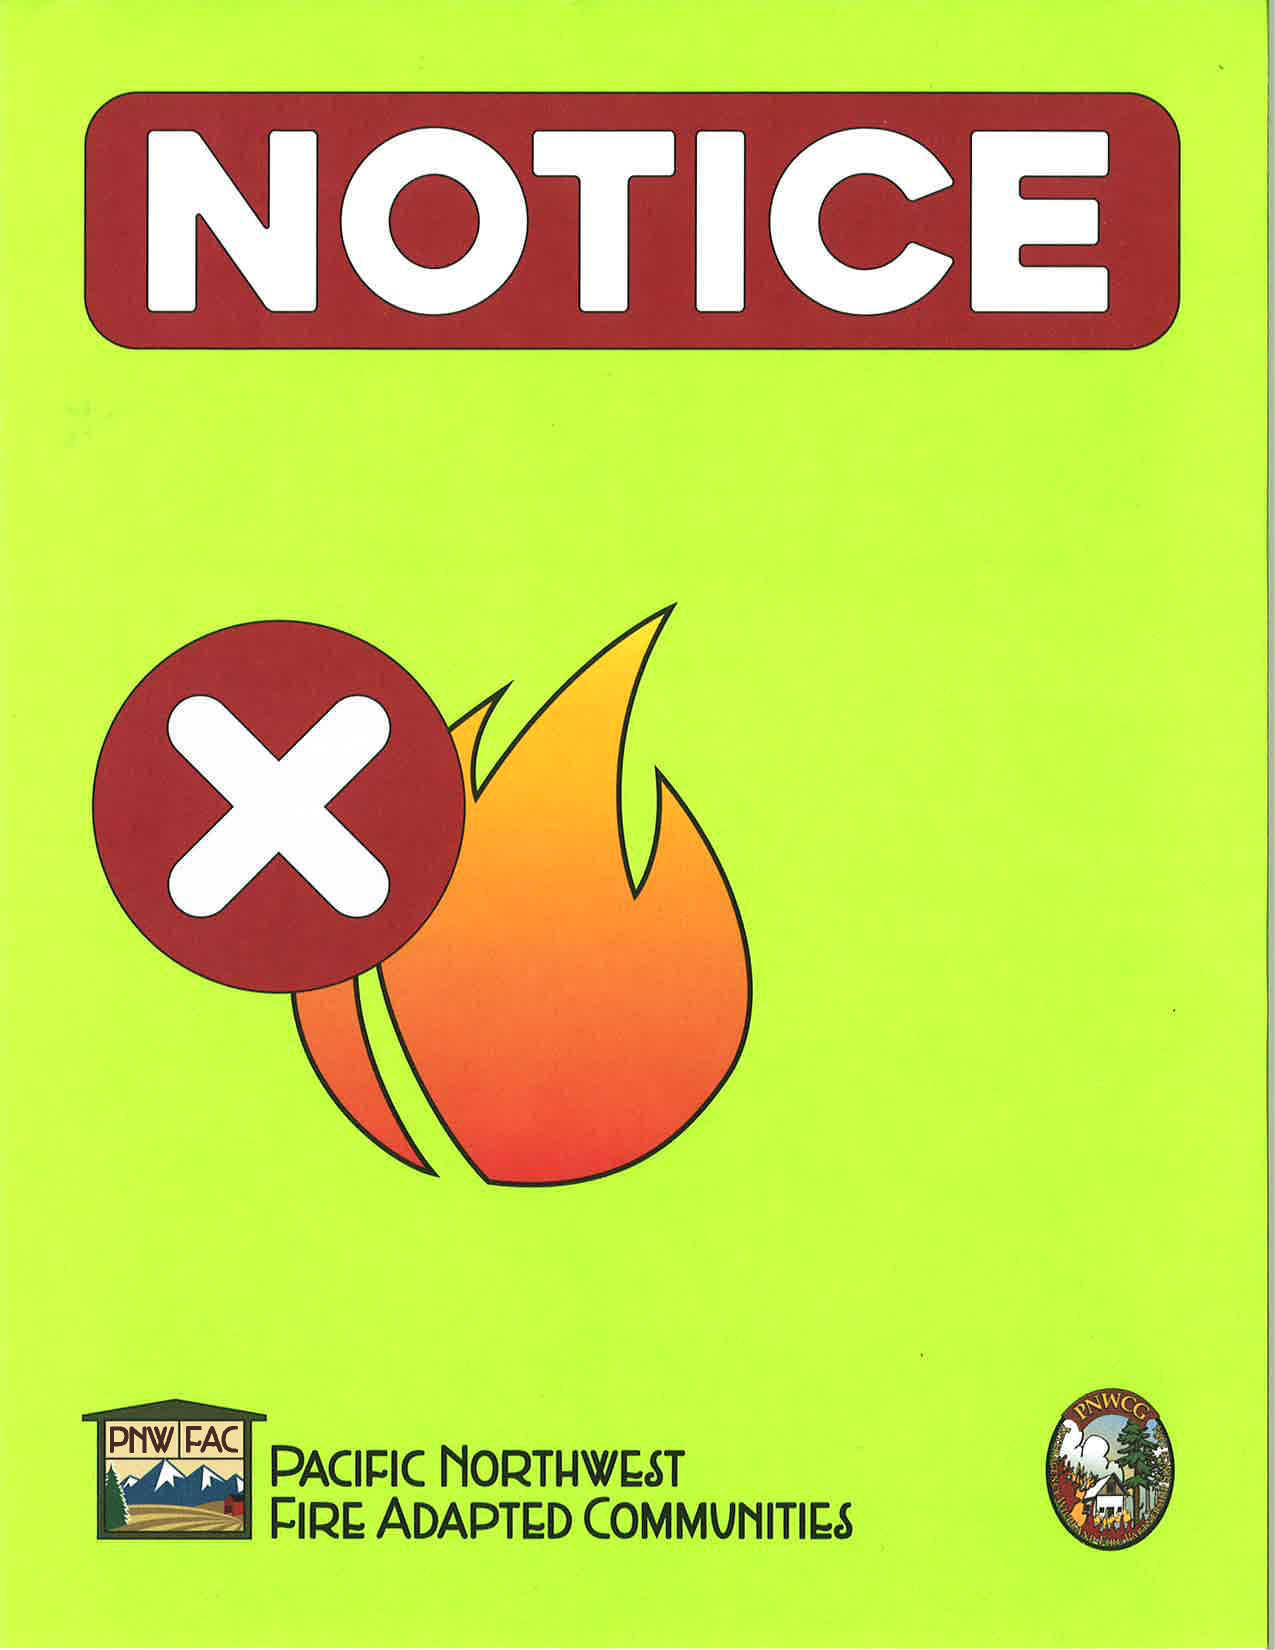 NOTICE
PNW FAC
PACIFIC NORTHWEST
FIRE ADAPTED COMMUNITIES
PNWCG